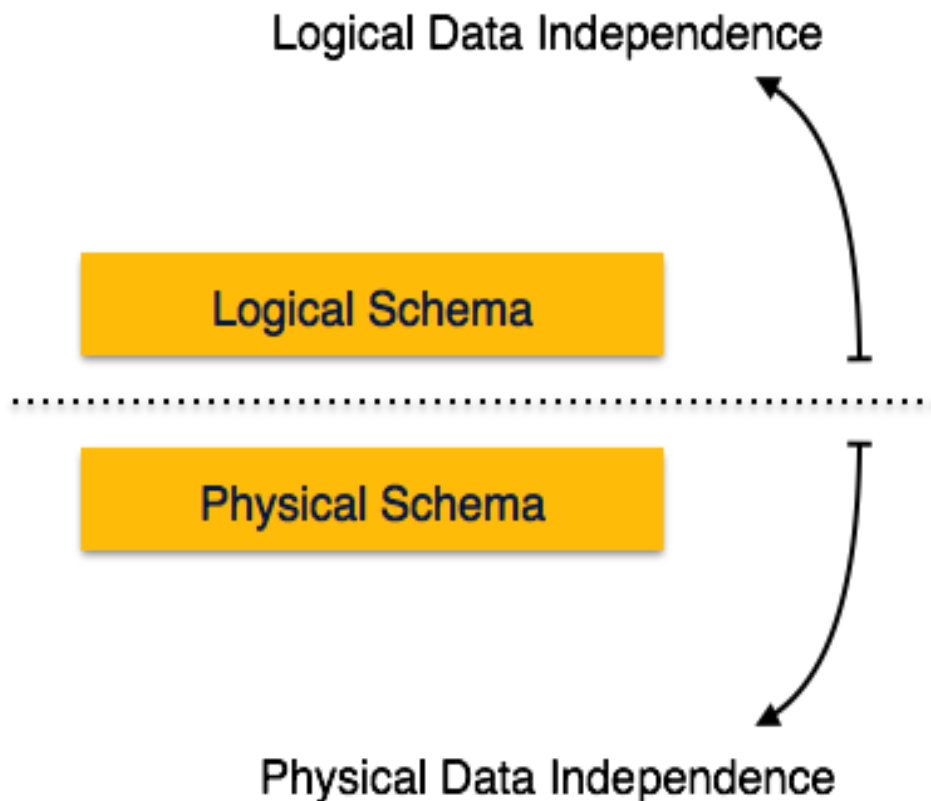 Logical Data Independence
Logical Schema
Physical Schema
Physical Data Independence